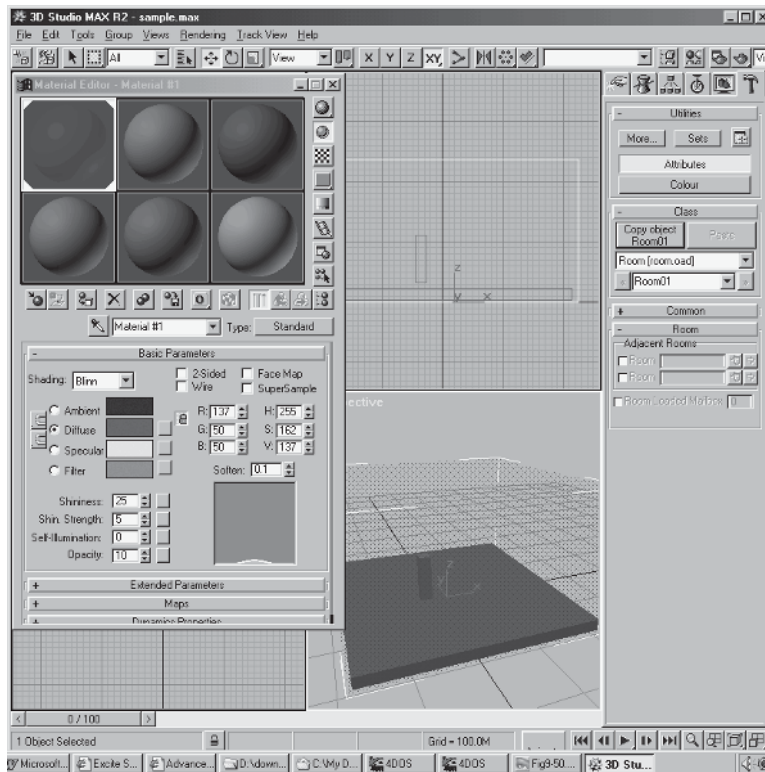 3D Studio MAX R2 - sample.max
File Edit Tools Group Views Rendering Track View Help
All View X Y Z XY
Material Editor - Material #1
Material #1 Type: Standard
- Basic Parameters
Shading: Blinn 2-Sided Face Map
Wire SuperSample
Ambient R: 137 H: 255
Diffuse G: 50 S: 162
Specular B: 50 V: 137
Filter Soften: 0.1
Shininess: 25
Shin. Strength: 5
Self-Illumination: 0
Opacity: 10
+ Extended Parameters
+ Maps
+ Dynamics Properties
z
y x
pective
- Utilities
More... Sets
Attributes
Colour
- Class
Copy object Paste
Room01
Room [room.oad]
< Room01 >
+ Common
- Room
Adjacent Rooms
Room
Room
Room Loaded Mailbox 0
< 0 / 100 >
1 Object Selected Grid = 100.0M
Microsoft... Excite S... Advance... D:\down... C:\My D... 4DOS 4DOS Fig9-50... 3D Stu...